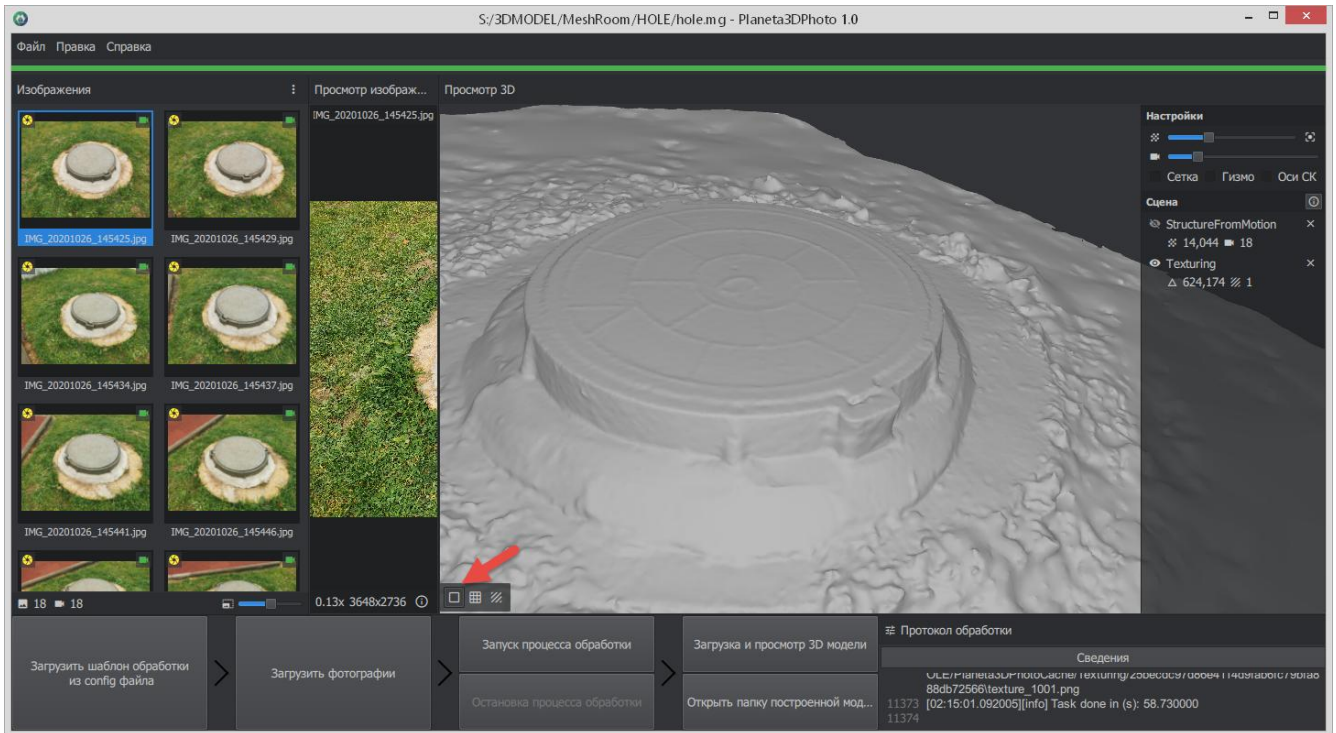 S:/3DMODEL/MeshRoom/HOLE/hole.mg - Planeta3DPhoto 1.0
Файл Правка Справка
Изображения
Просмотр изображ...
Просмотр 3D
IMG_20201026_145425.jpg
IMG_20201026_145425.jpg
IMG_20201026_145429.jpg
IMG_20201026_145434.jpg
IMG_20201026_145437.jpg
IMG_20201026_145441.jpg
IMG_20201026_145446.jpg
18 18
0.13x 3648x2736
Настройки
Сетка Гизмо Оси СК
Сцена
StructureFromMotion
14,044 18
Texturing
624,174 1
Загрузить шаблон обработки
из config файла
Загрузить фотографии
Запуск процесса обработки
Остановка процесса обработки
Загрузка и просмотр 3D модели
Открыть папку построенной мод...
Протокол обработки
Сведения
88db72566\texture_1001.png
11373 [02:15:01.092005][info] Task done in (s): 58.730000
11374